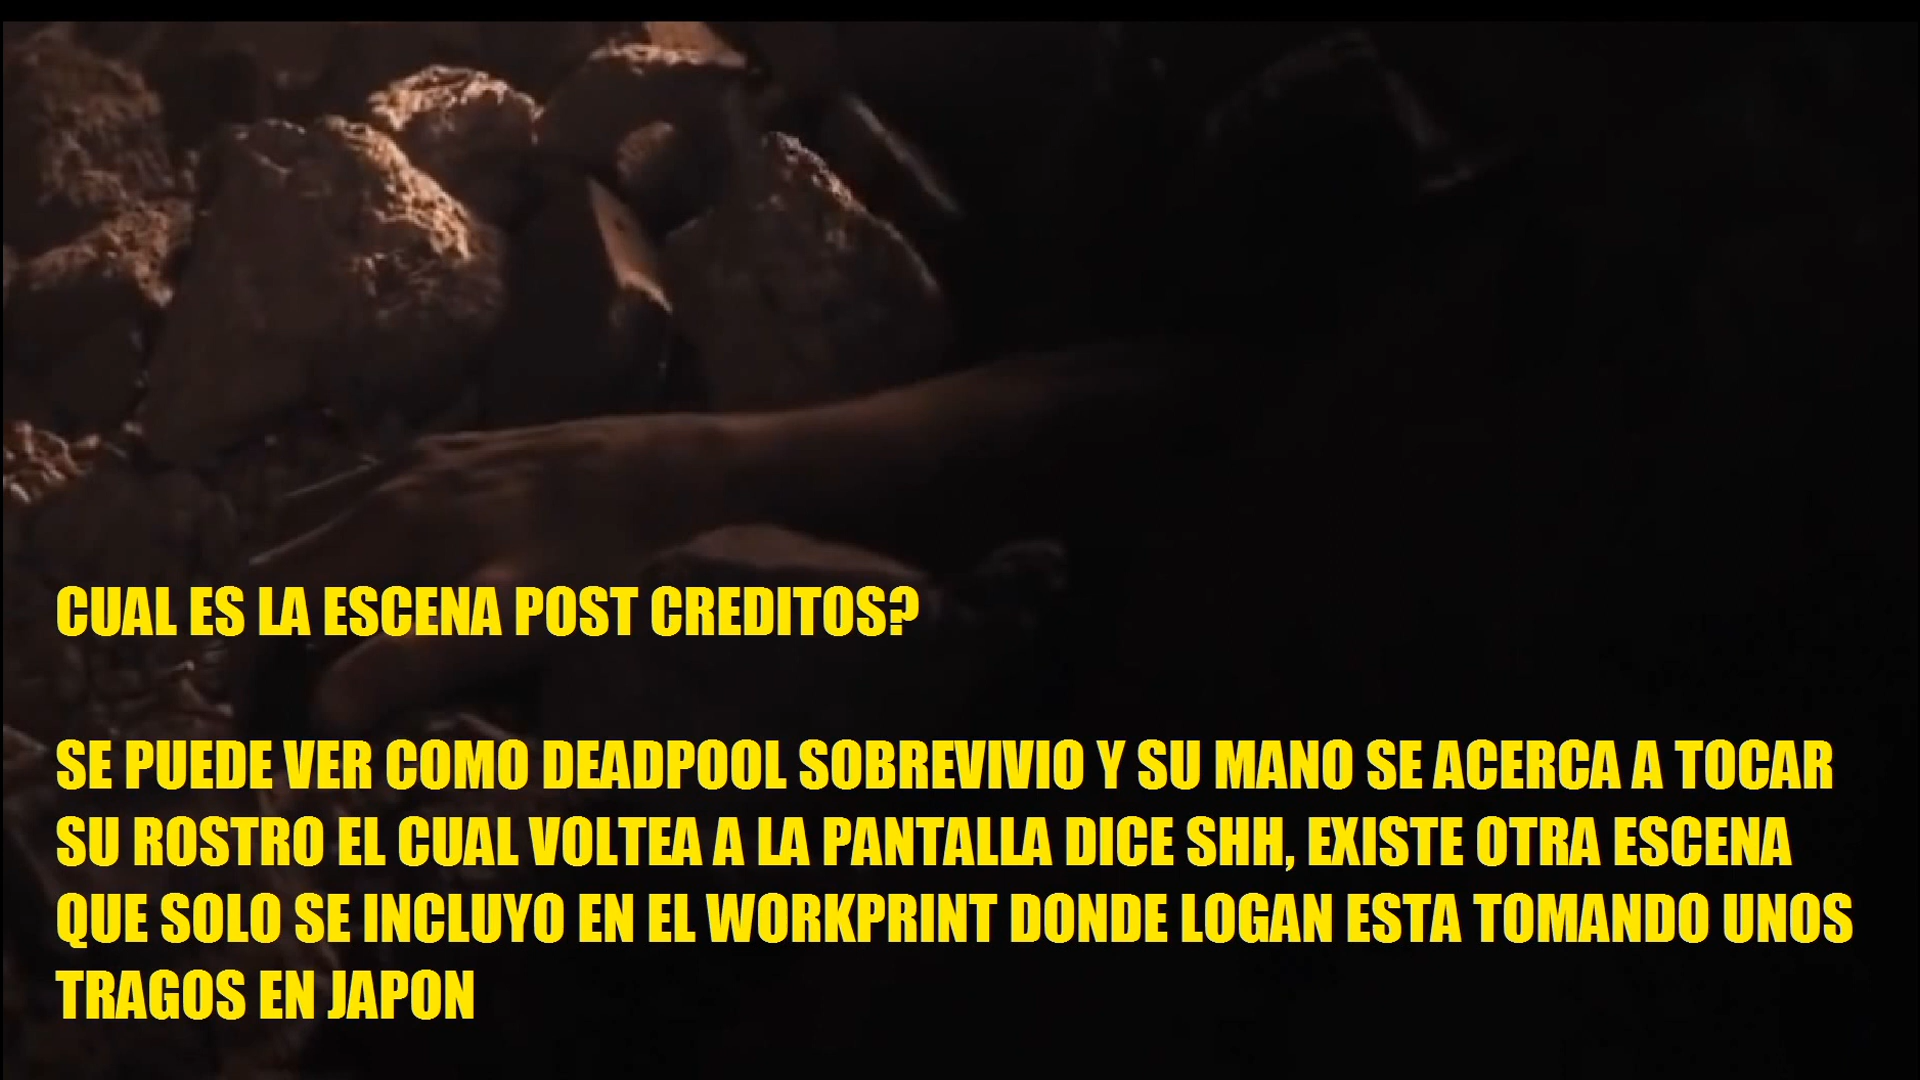 CUAL ES LA ESCENA POST CREDITOS?
SE PUEDE VER COMO DEADPOOL SOBREVIVIO Y SU MANO SE ACERCA A TOCAR
SU ROSTRO EL CUAL VOLTEA A LA PANTALLA DICE SHH, EXISTE OTRA ESCENA
QUE SOLO SE INCLUYO EN EL WORKPRINT DONDE LOGAN ESTA TOMANDO UNOS
TRAGOS EN JAPON